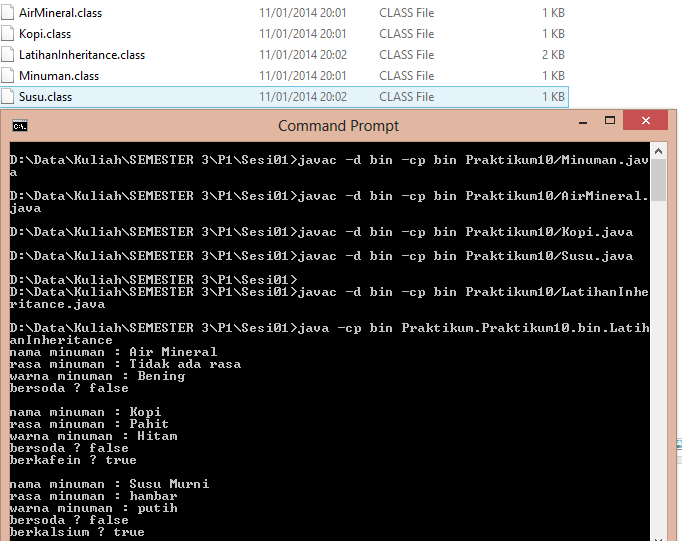 AirMineral.class 11/01/2014 20:01 CLASS File 1 KB
Kopi.class 11/01/2014 20:01 CLASS File 1 KB
LatihanInheritance.class 11/01/2014 20:02 CLASS File 2 KB
Minuman.class 11/01/2014 20:01 CLASS File 1 KB
Susu.class 11/01/2014 20:02 CLASS File 1 KB
Command Prompt
D:\Data\Kuliah\SEMESTER 3\P1\Sesi01>javac -d bin -cp bin Praktikum10/Minuman.jav
a
D:\Data\Kuliah\SEMESTER 3\P1\Sesi01>javac -d bin -cp bin Praktikum10/AirMineral.
java
D:\Data\Kuliah\SEMESTER 3\P1\Sesi01>javac -d bin -cp bin Praktikum10/Kopi.java
D:\Data\Kuliah\SEMESTER 3\P1\Sesi01>javac -d bin -cp bin Praktikum10/Susu.java
D:\Data\Kuliah\SEMESTER 3\P1\Sesi01>
D:\Data\Kuliah\SEMESTER 3\P1\Sesi01>javac -d bin -cp bin Praktikum10/LatihanInhe
ritance.java
D:\Data\Kuliah\SEMESTER 3\P1\Sesi01>java -cp bin Praktikum.Praktikum10.bin.Latih
anInheritance
nama minuman : Air Mineral
rasa minuman : Tidak ada rasa
warna minuman : Bening
bersoda ? false
nama minuman : Kopi
rasa minuman : Pahit
warna minuman : Hitam
bersoda ? false
berkafein ? true
nama minuman : Susu Murni
rasa minuman : hambar
warna minuman : putih
bersoda ? false
berkalsium ? true